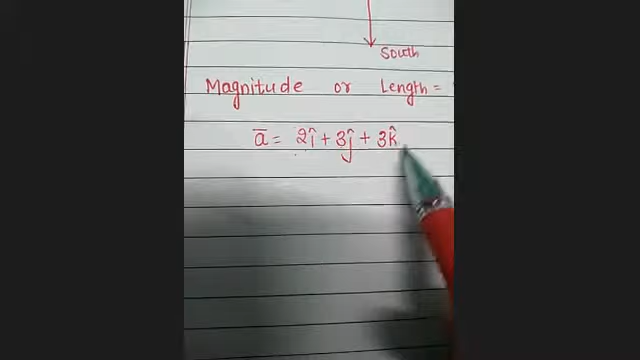 South
Magnitude or Length =
a̅ = 2î + 3ĵ + 3k̂